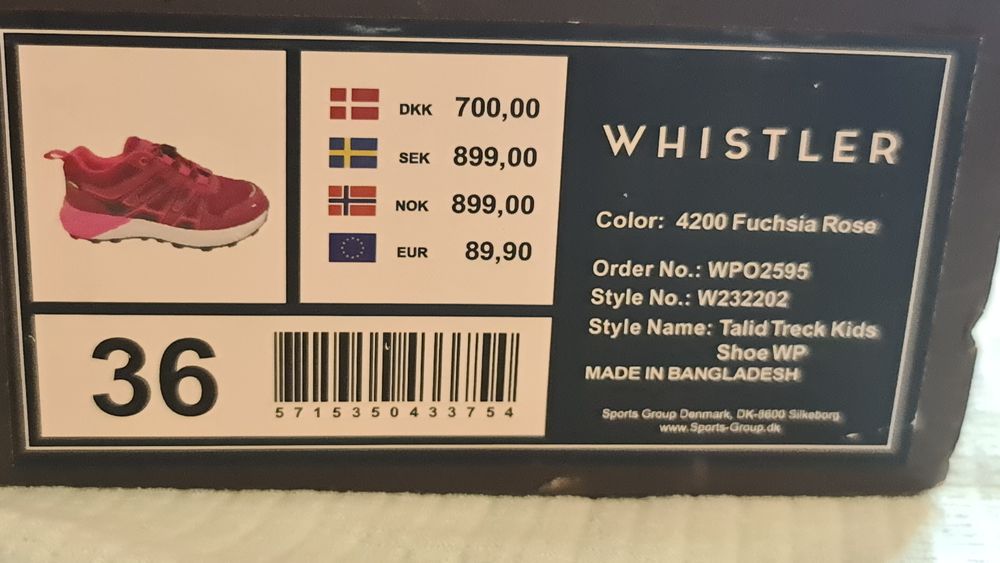 DKK 700,00
SEK 899,00
NOK 899,00
EUR 89,90
36
5715350433754
WHISTLER
Color: 4200 Fuchsia Rose
Order No.: WPO2595
Style No.: W232202
Style Name: Talid Treck Kids
Shoe WP
MADE IN BANGLADESH
Sports Group Denmark, DK-8600 Silkeborg
www.Sports-Group.dk